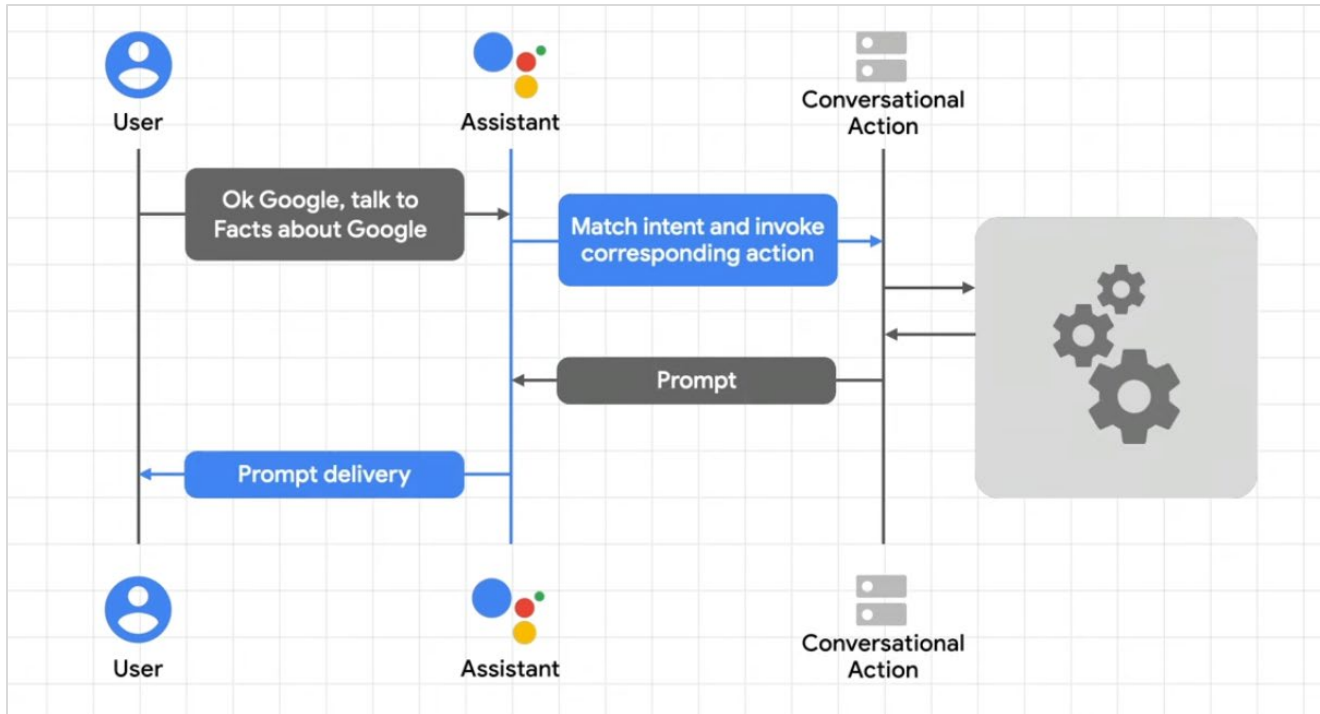 User
Assistant
Conversational
Action
Ok Google, talk to
Facts about Google
Match intent and invoke
corresponding action
Prompt
Prompt delivery
User
Assistant
Conversational
Action